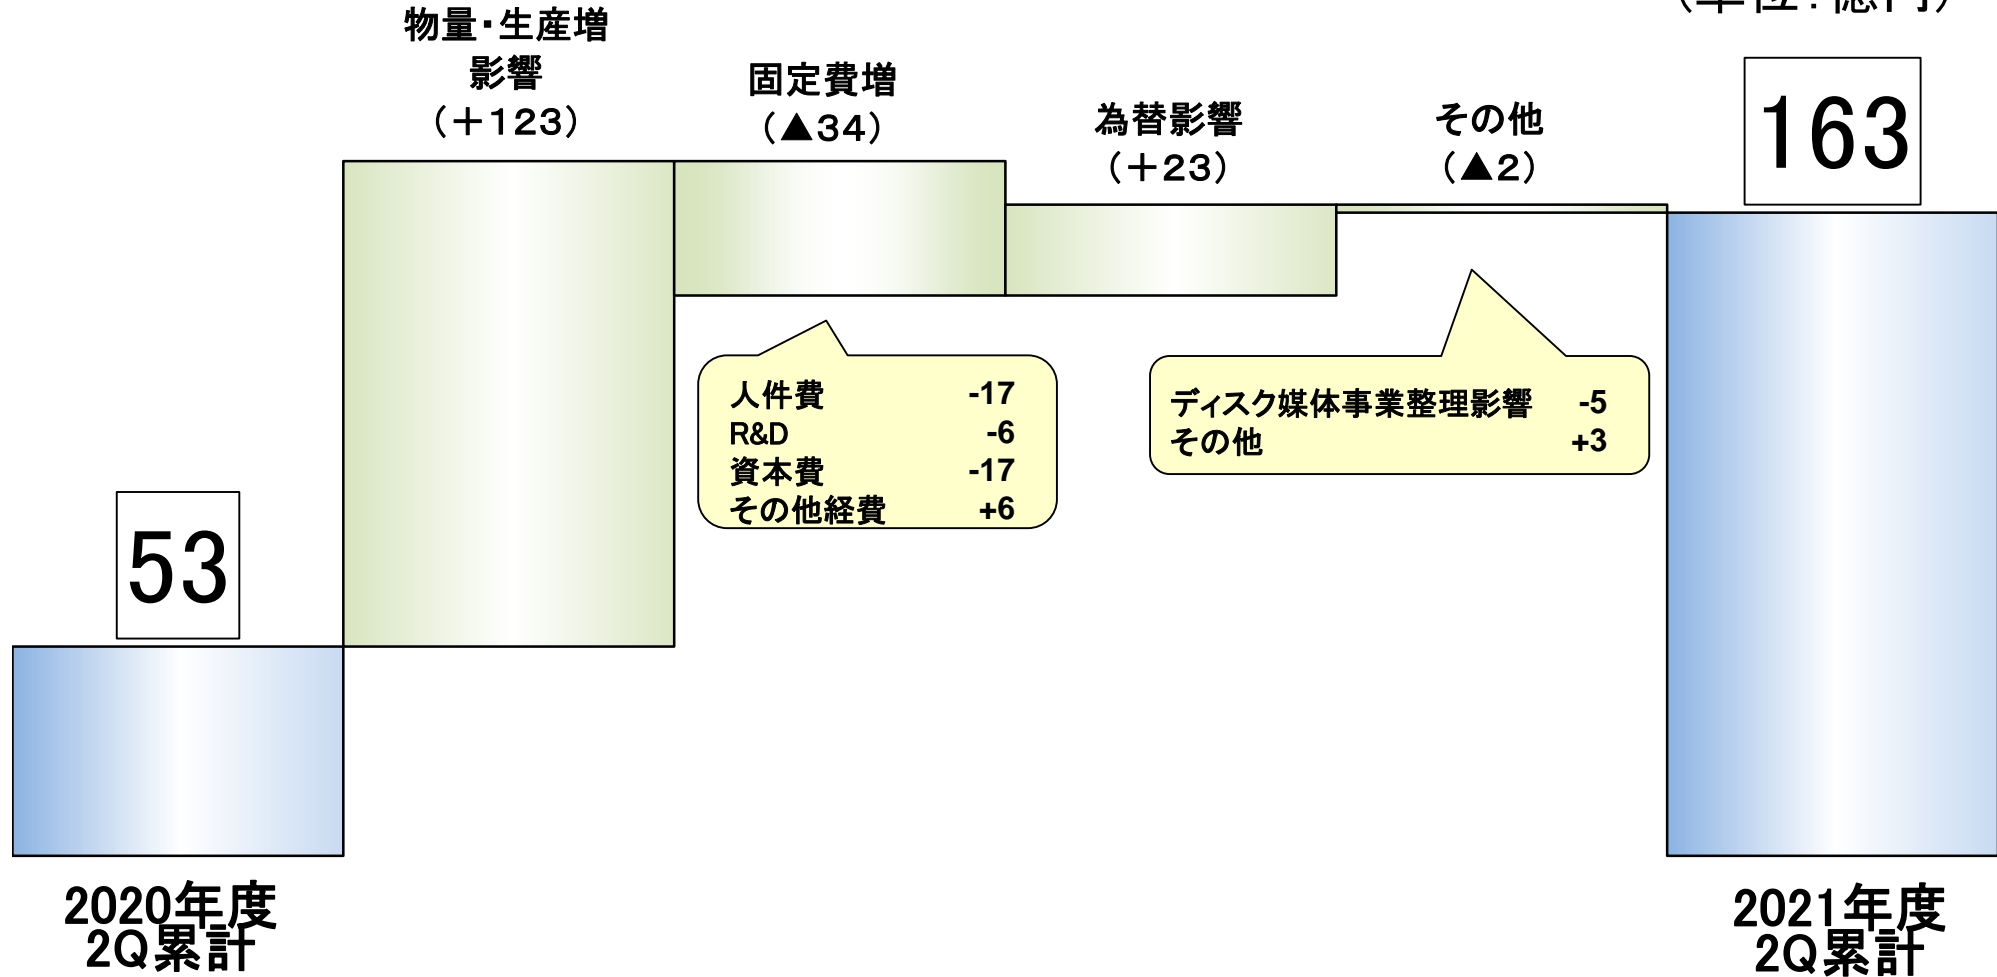 （単位：億円）
物量・生産増
影響
（＋123）
固定費増
（▲34）
為替影響
（＋23）
その他
（▲2）
163
53
人件費 -17
R&D -6
資本費 -17
その他経費 +6
ディスク媒体事業整理影響 -5
その他 +3
2020年度
2Q累計
2021年度
2Q累計